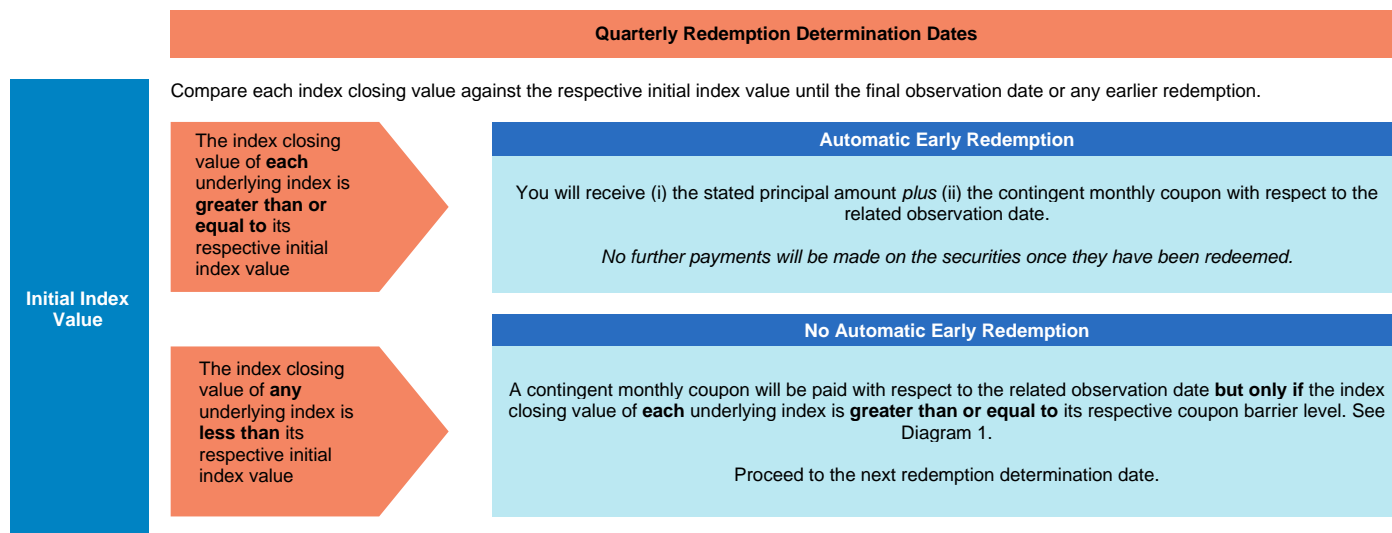 Quarterly Redemption Determination Dates
Compare each index closing value against the respective initial index value until the final observation date or any earlier redemption.
Initial Index
Value
The index closing
value of each
underlying index is
greater than or
equal to its
respective initial
index value
Automatic Early Redemption
You will receive (i) the stated principal amount plus (ii) the contingent monthly coupon with respect to the
related observation date.
No further payments will be made on the securities once they have been redeemed.
The index closing
value of any
underlying index is
less than its
respective initial
index value
No Automatic Early Redemption
A contingent monthly coupon will be paid with respect to the related observation date but only if the index
closing value of each underlying index is greater than or equal to its respective coupon barrier level. See
Diagram 1.
Proceed to the next redemption determination date.